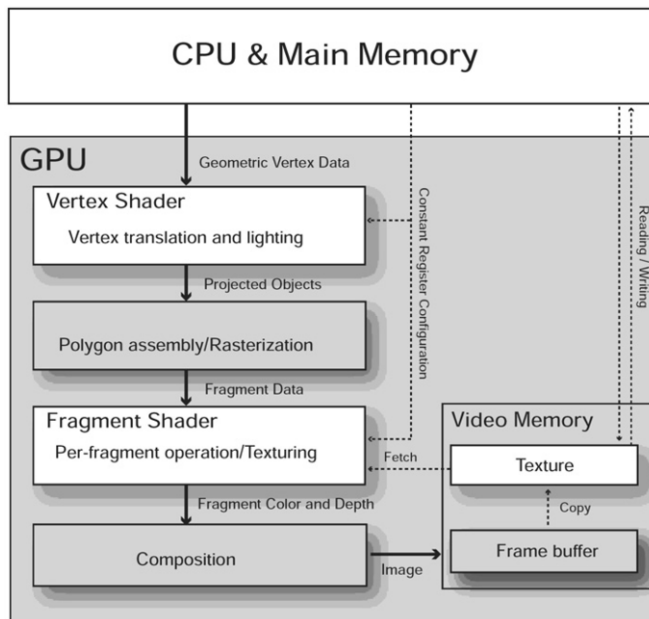 CPU & Main Memory
GPU
Geometric Vertex Data
Vertex Shader
Vertex translation and lighting
Constant Register Configuration
Reading / Writing
Projected Objects
Polygon assembly/Rasterization
Fragment Data
Fragment Shader
Per-fragment operation/Texturing
Video Memory
Fetch
Texture
Fragment Color and Depth
Copy
Composition
Image
Frame buffer